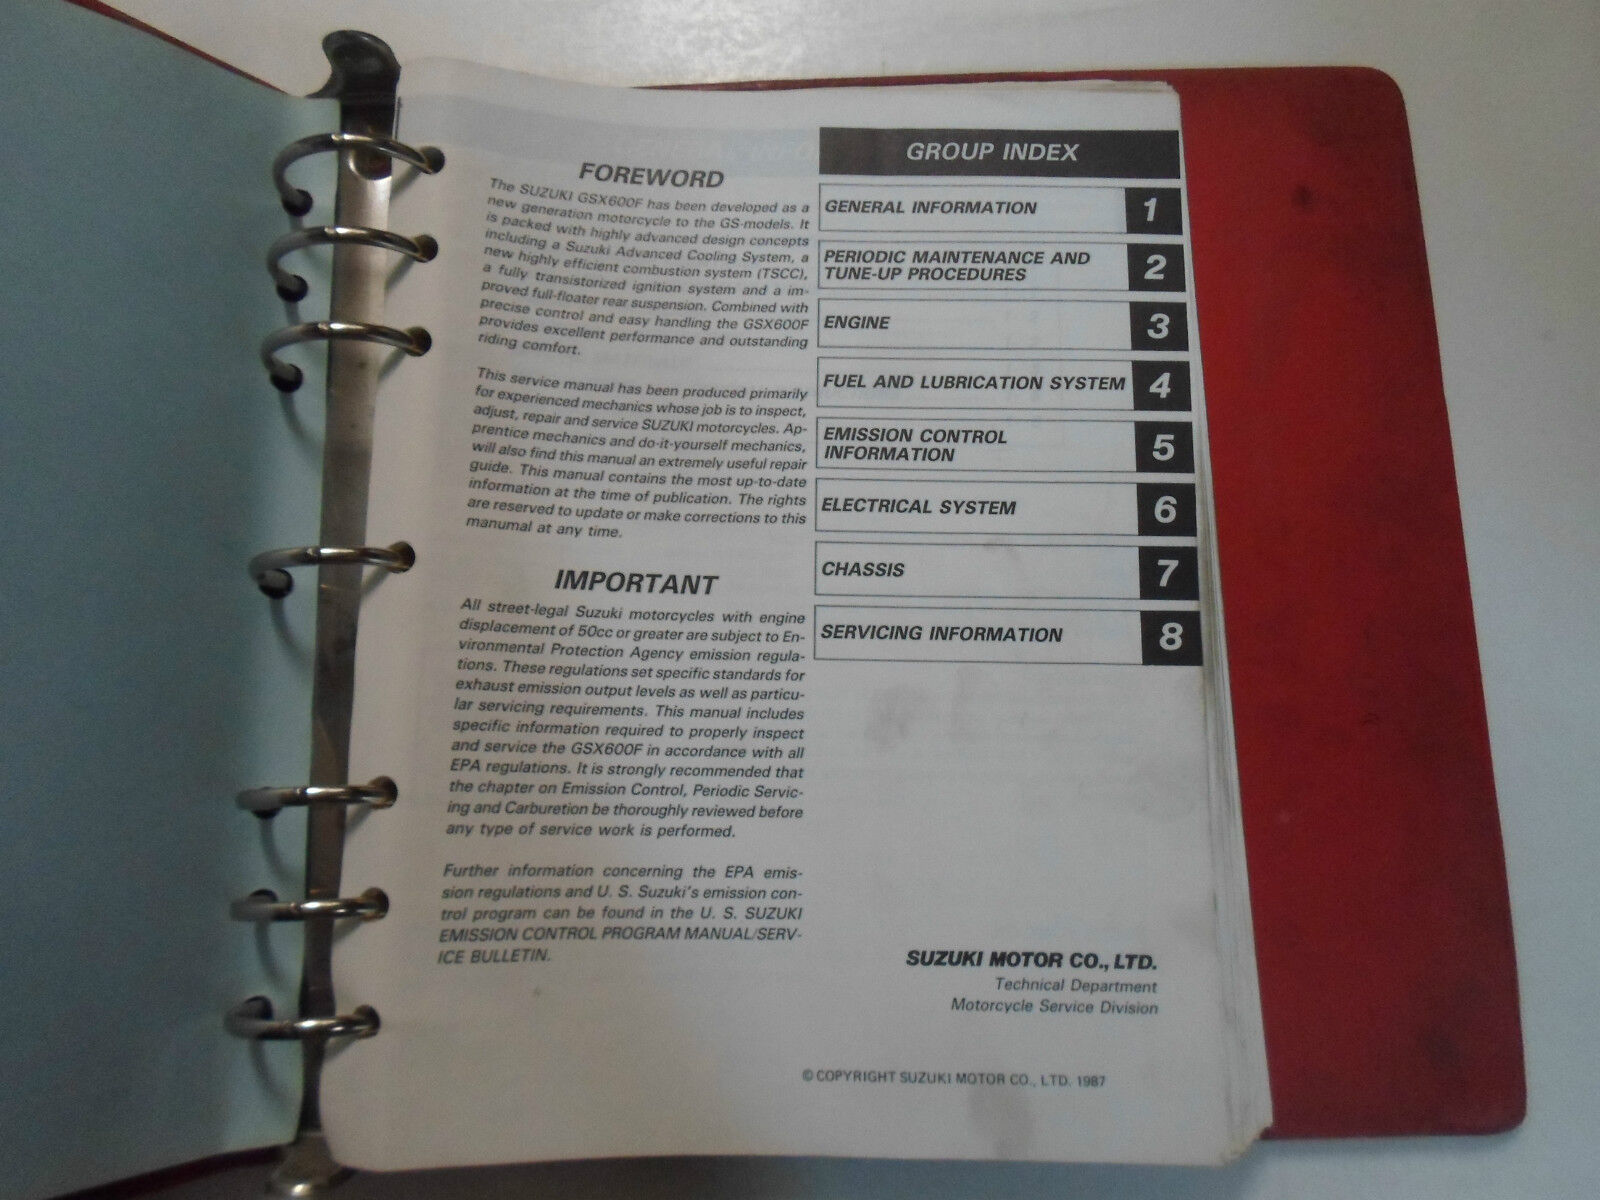 FOREWORD
The SUZUKI GSX600F has been developed as a
new generation motorcycle to the GS-models. It
is packed with highly advanced design concepts
including a Suzuki Advanced Cooling System, a
new highly efficient combustion system (TSCC),
a fully transistorized ignition system and a im-
proved full-floater rear suspension. Combined with
precise control and easy handling the GSX600F
provides excellent performance and outstanding
riding comfort.
This service manual has been produced primarily
for experienced mechanics whose job is to inspect,
adjust, repair and service SUZUKI motorcycles. Ap-
prentice mechanics and do-it-yourself mechanics,
will also find this manual an extremely useful repair
guide. This manual contains the most up-to-date
information at the time of publication. The rights
are reserved to update or make corrections to this
manumal at any time.
IMPORTANT
All street-legal Suzuki motorcycles with engine
displacement of 50cc or greater are subject to En-
vironmental Protection Agency emission regula-
tions. These regulations set specific standards for
exhaust emission output levels as well as particu-
lar servicing requirements. This manual includes
specific information required to properly inspect
and service the GSX600F in accordance with all
EPA regulations. It is strongly recommended that
the chapter on Emission Control, Periodic Servic-
ing and Carburetion be thoroughly reviewed before
any type of service work is performed.
Further information concerning the EPA emis-
sion regulations and U. S. Suzuki's emission con-
trol program can be found in the U. S. SUZUKI
EMISSION CONTROL PROGRAM MANUAL/SERV-
ICE BULLETIN.
GROUP INDEX
GENERAL INFORMATION 1
PERIODIC MAINTENANCE AND
TUNE-UP PROCEDURES 2
ENGINE 3
FUEL AND LUBRICATION SYSTEM 4
EMISSION CONTROL
INFORMATION 5
ELECTRICAL SYSTEM 6
CHASSIS 7
SERVICING INFORMATION 8
SUZUKI MOTOR CO., LTD.
Technical Department
Motorcycle Service Division
© COPYRIGHT SUZUKI MOTOR CO., LTD. 1987